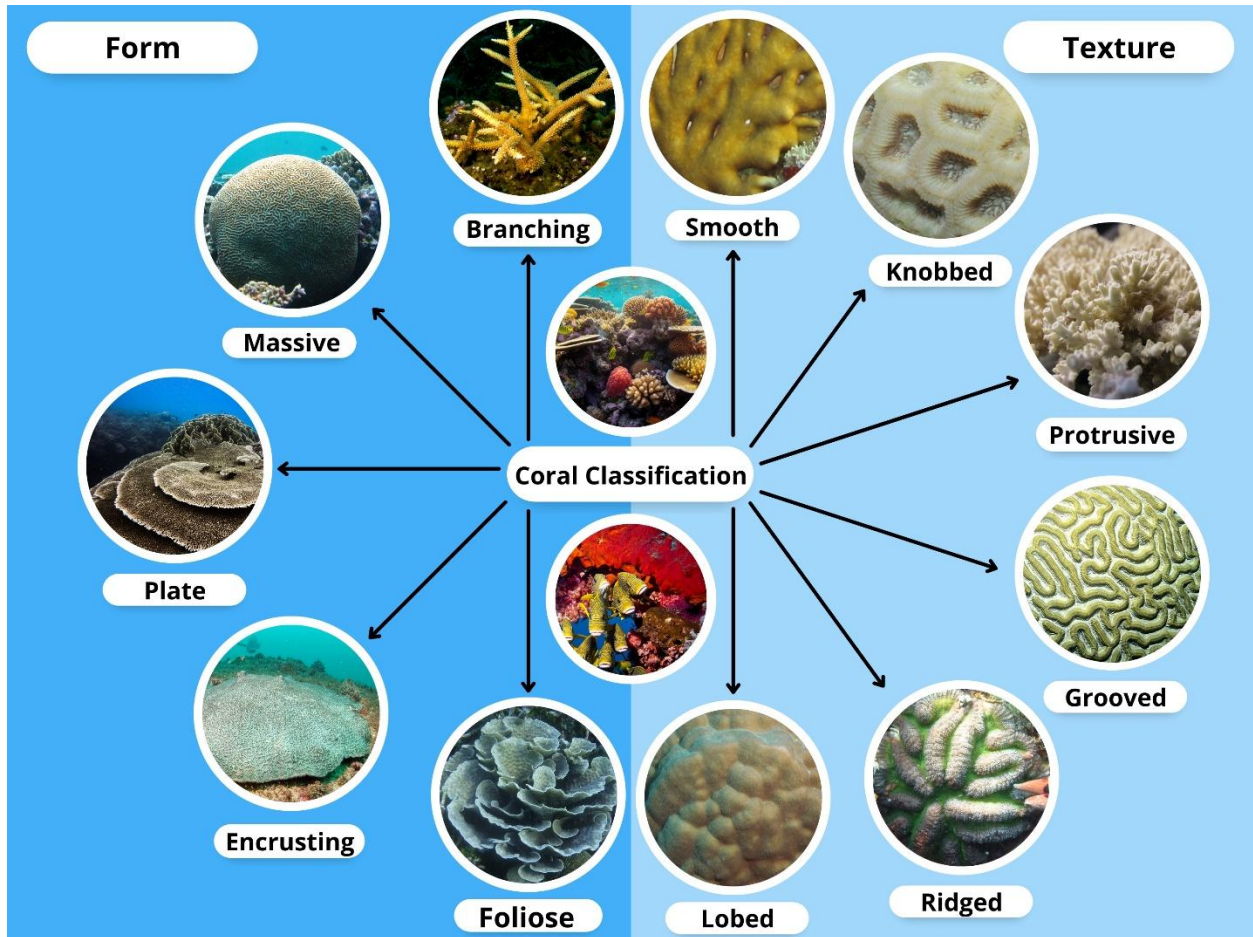 Form
Texture
Branching
Smooth
Knobbed
Massive
Protrusive
Coral Classification
Plate
Grooved
Encrusting
Ridged
Foliose
Lobed